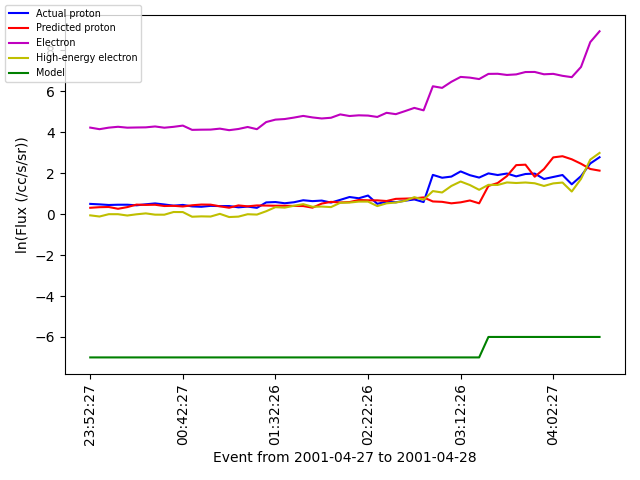 Actual proton
Predicted proton
Electron
High-energy electron
Model
8
6
4
2
0
−2
−4
−6
ln(Flux (/cc/s/sr))
23:52:27
00:42:27
01:32:26
02:22:26
03:12:26
04:02:27
Event from 2001-04-27 to 2001-04-28